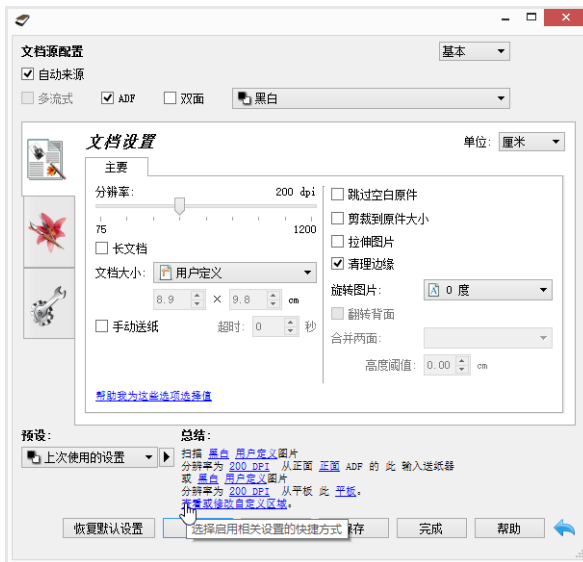 文档源配置
基本
自动来源
多流式
ADF
双面
黑白
文档设置
单位:
厘米
主要
分辨率:
200 dpi
75
1200
长文档
文档大小:
用户定义
8.9
×
9.8
cm
手动送纸
超时:
0
秒
帮助我为这些选项选择值
跳过空白原件
剪裁到原件大小
拉伸图片
清理边缘
旋转图片:
0 度
翻转背面
合并两面:
高度阈值:
0.00
cm
预设:
上次使用的设置
总结:
扫描 黑白 用户定义图片
分辨率为 200 DPI 从正面 正面 ADF 的 此 输入送纸器
或 黑白 用户定义图片
分辨率为 200 DPI 从平板 此 平板。
查看或修改自定义区域。
恢复默认设置
选择启用相关设置的快捷方式
存
完成
帮助